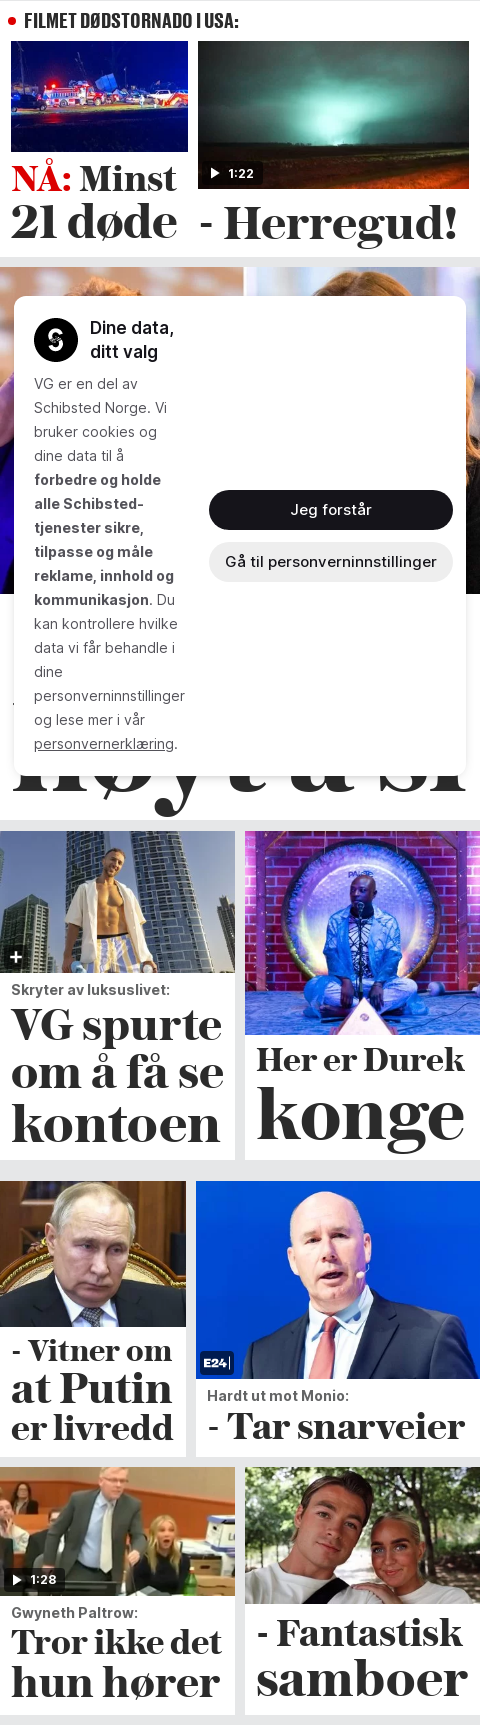 FILMET DØDSTORNADO I USA:
1:22
NÅ: Minst
21 døde
- Herregud!
Dine data,
ditt valg
VG er en del av
Schibsted Norge. Vi
bruker cookies og
dine data til å
forbedre og holde
alle Schibsted-
tjenester sikre,
tilpasse og måle
reklame, innhold og
kommunikasjon. Du
kan kontrollere hvilke
data vi får behandle i
dine
personverninnstillinger
og lese mer i vår
personvernerklæring.
Jeg forstår
Gå til personverninnstillinger
Skryter av luksuslivet:
VG spurte
om å få se
kontoen
Her er Durek
konge
- Vitner om
at Putin
er livredd
E24
Hardt ut mot Monio:
- Tar snarveier
1:28
Gwyneth Paltrow:
Tror ikke det
hun hører
- Fantastisk
samboer